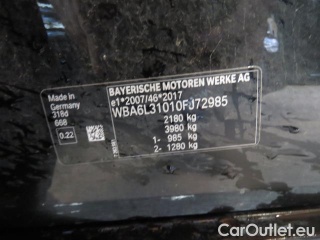 Made in
Germany
318d
668
0.22
BAYERISCHE MOTOREN WERKE AG
e1*2007/46*2017
WBA6L31010FJ72985
2180 kg
3980 kg
1- 985 kg
2- 1280 kg
CarOutlet.eu